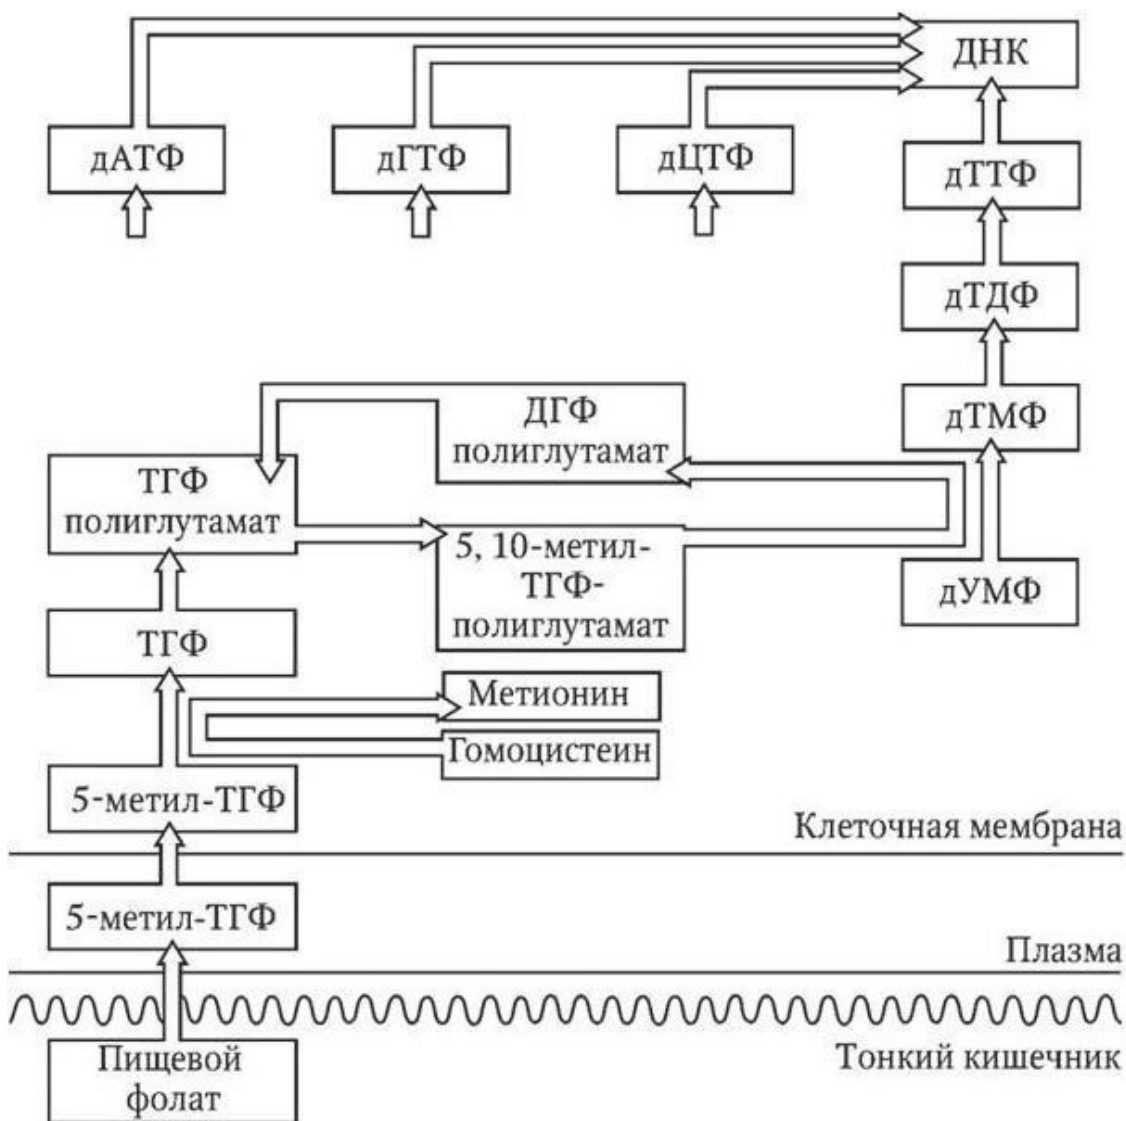 ДНК
дАТФ
дГТФ
дЦТФ
дТТФ
дТДФ
дТМФ
ДГФ
полиглутамат
ТГФ
полиглутамат
5, 10-метил-
ТГФ-
полиглутамат
дУМФ
ТГФ
Метионин
Гомоцистеин
5-метил-ТГФ
Клеточная мембрана
5-метил-ТГФ
Плазма
Пищевой
фолат
Тонкий кишечник